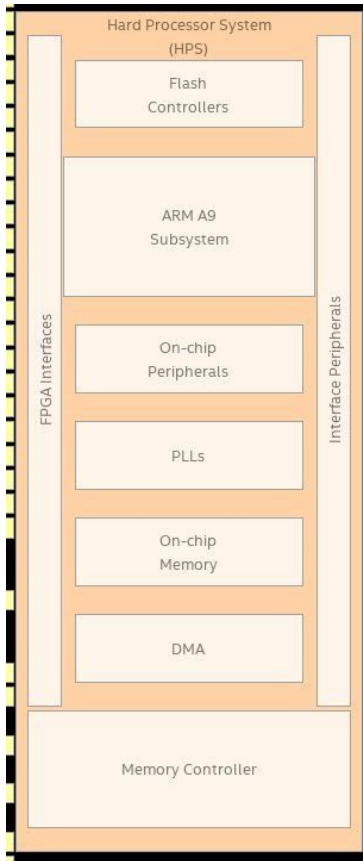 Hard Processor System
(HPS)
Flash
Controllers
ARM A9
Subsystem
FPGA Interfaces
Interface Peripherals
On-chip
Peripherals
PLLs
On-chip
Memory
DMA
Memory Controller